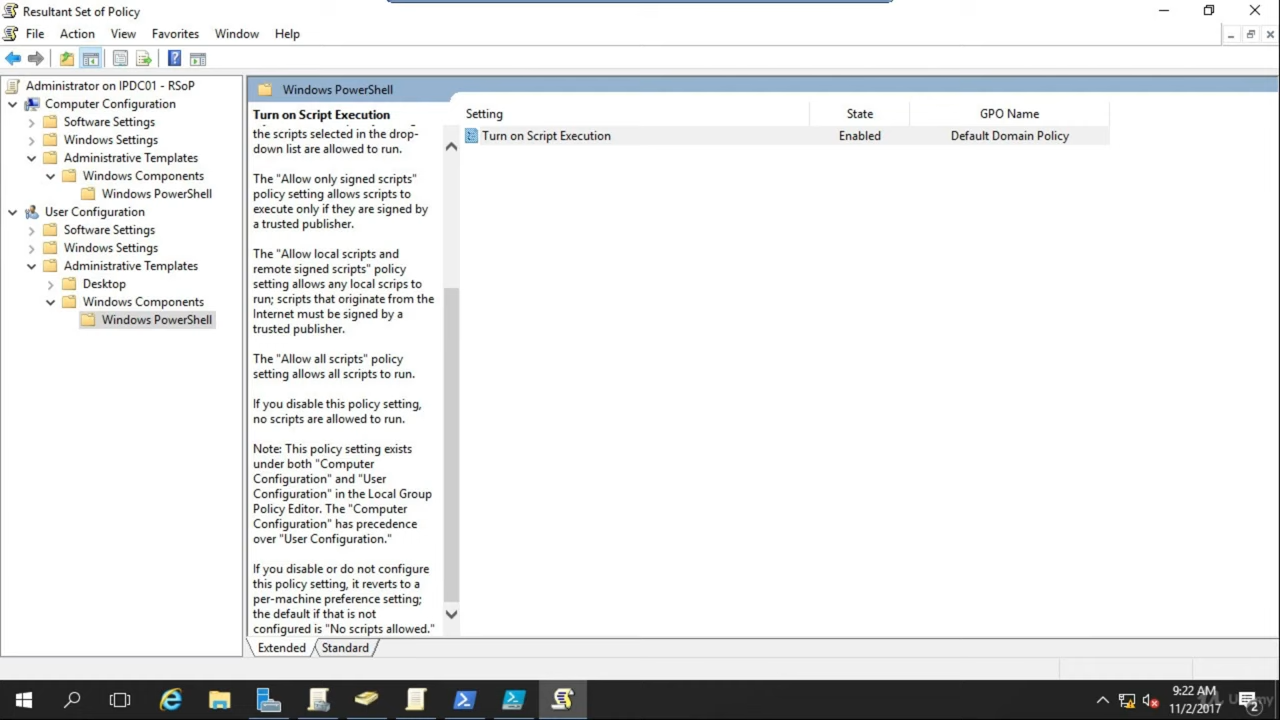 Resultant Set of Policy
File Action View Favorites Window Help
Administrator on IPDC01 - RSoP
Computer Configuration
Software Settings
Windows Settings
Administrative Templates
Windows Components
Windows PowerShell
User Configuration
Software Settings
Windows Settings
Administrative Templates
Desktop
Windows Components
Windows PowerShell
Windows PowerShell
Turn on Script Execution
the scripts selected in the drop-
down list are allowed to run.
The "Allow only signed scripts"
policy setting allows scripts to
execute only if they are signed by
a trusted publisher.
The "Allow local scripts and
remote signed scripts" policy
setting allows any local scrips to
run; scripts that originate from the
Internet must be signed by a
trusted publisher.
The "Allow all scripts" policy
setting allows all scripts to run.
If you disable this policy setting,
no scripts are allowed to run.
Note: This policy setting exists
under both "Computer
Configuration" and "User
Configuration" in the Local Group
Policy Editor. The "Computer
Configuration" has precedence
over "User Configuration."
If you disable or do not configure
this policy setting, it reverts to a
per-machine preference setting;
the default if that is not
configured is "No scripts allowed."
Setting State GPO Name
Turn on Script Execution Enabled Default Domain Policy
Extended Standard
9:22 AM
11/2/2017
2
Udemy